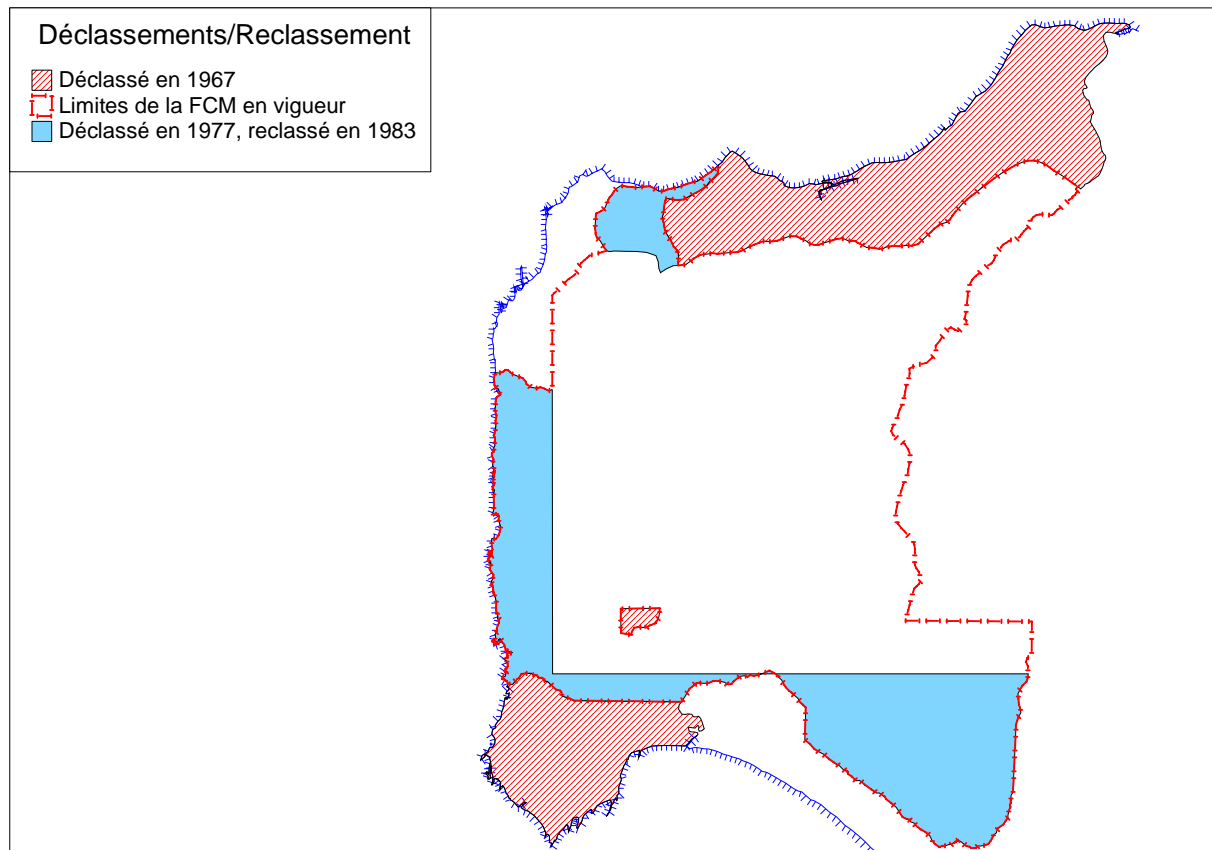 Déclassements/Reclassement
Déclassé en 1967
Limites de la FCM en vigueur
Déclassé en 1977, reclassé en 1983